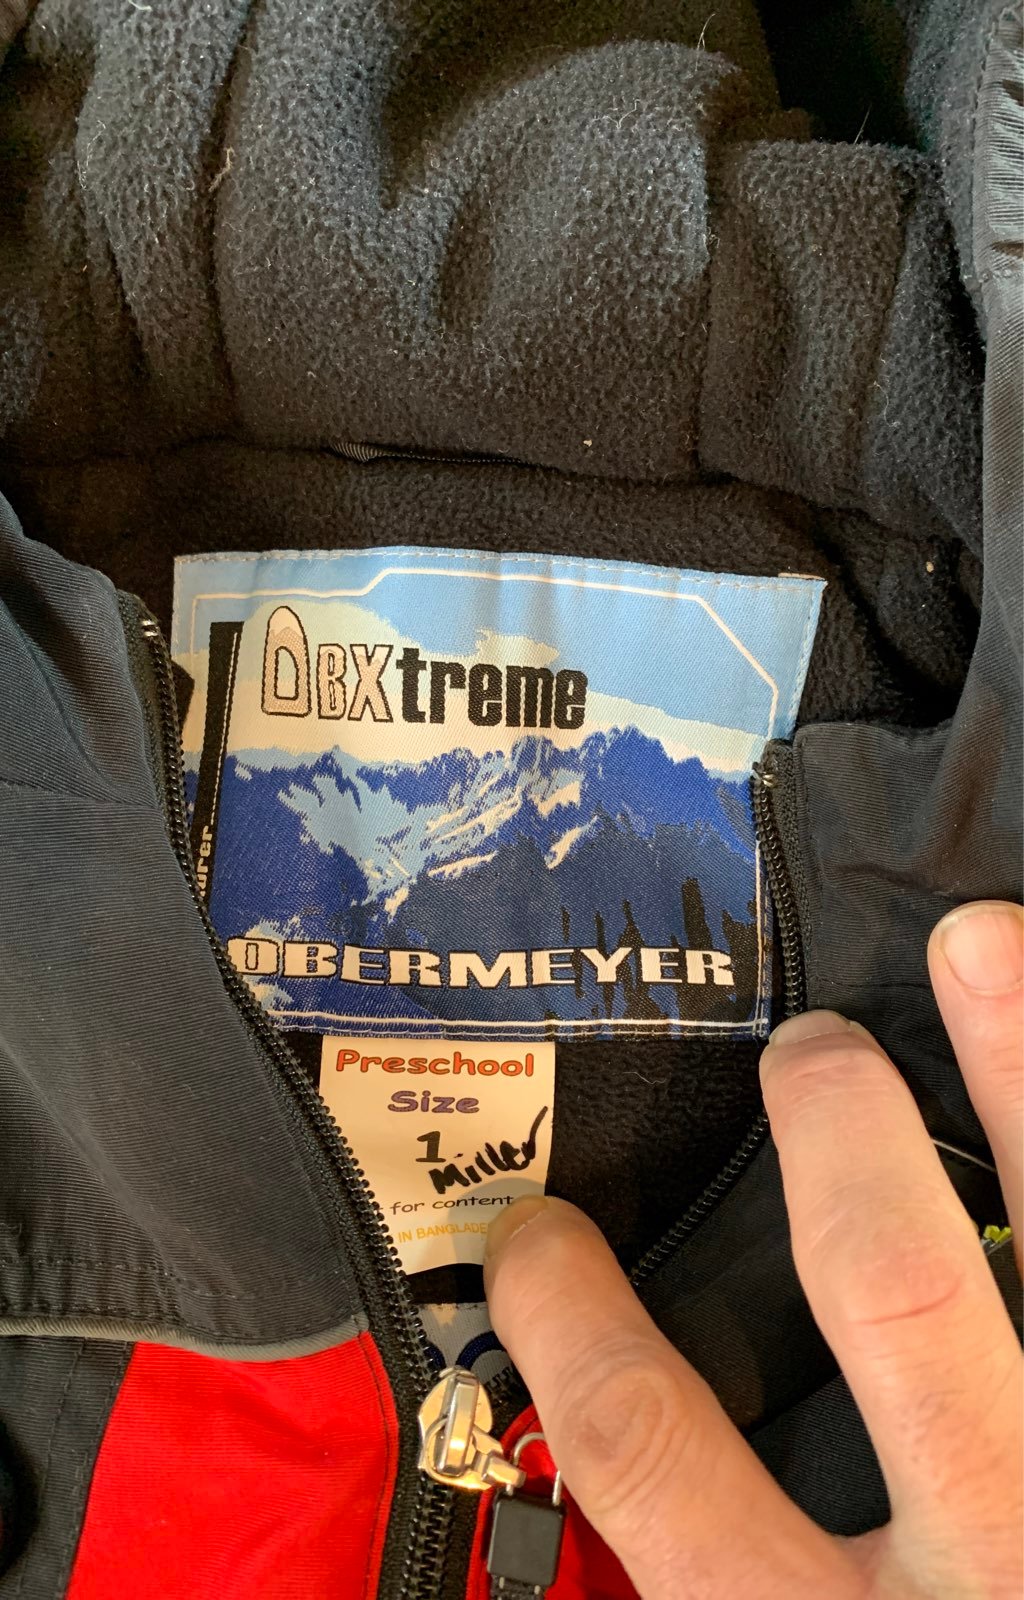 OBXtreme
OBERMEYER
Preschool
Size
1
Miller
for content
IN BANGLADE